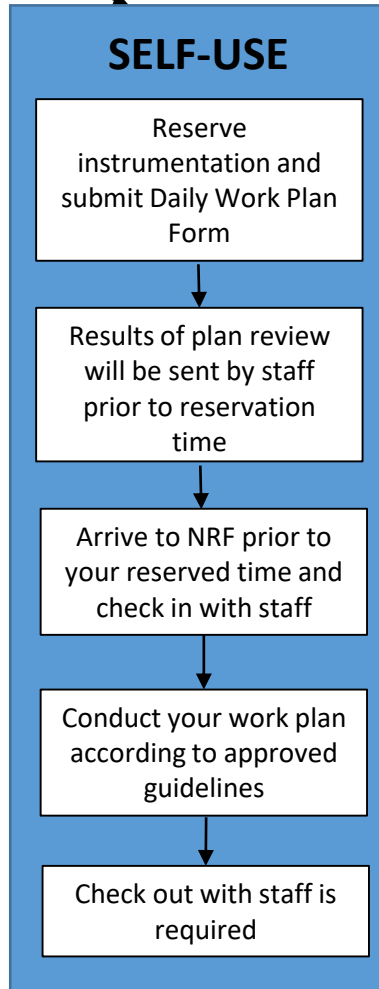 SELF-USE
Reserve
instrumentation and
submit Daily Work Plan
Form
Results of plan review
will be sent by staff
prior to reservation
time
Arrive to NRF prior to
your reserved time and
check in with staff
Conduct your work plan
according to approved
guidelines
Check out with staff is
required